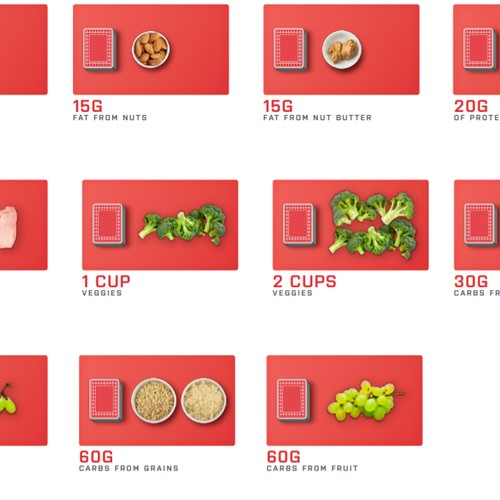 15G
FAT FROM NUTS
15G
FAT FROM NUT BUTTER
20G
OF PROTE
1 CUP
VEGGIES
2 CUPS
VEGGIES
30G
CARBS FR
60G
CARBS FROM GRAINS
60G
CARBS FROM FRUIT